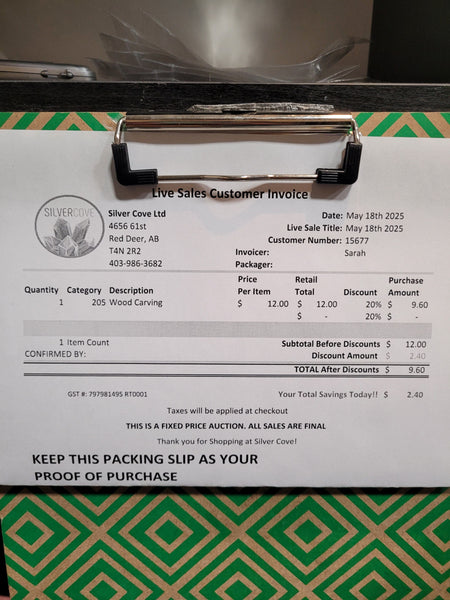 Live Sales Customer Invoice
SILVERCOVE
Silver Cove Ltd
4656 61st
Red Deer, AB
T4N 2R2
403-986-3682
Date: May 18th 2025
Live Sale Title: May 18th 2025
Customer Number: 15677
Invoicer: Sarah
Packager:
Quantity Category Description Price Per Item Retail Total Discount Purchase Amount
1 205 Wood Carving $ 12.00 $ 12.00 20% $ 9.60
$ - 20% $ -
1 Item Count Subtotal Before Discounts $ 12.00
CONFIRMED BY: Discount Amount $ 2.40
TOTAL After Discounts $ 9.60
GST #: 797981495 RT0001 Your Total Savings Today!! $ 2.40
Taxes will be applied at checkout
THIS IS A FIXED PRICE AUCTION. ALL SALES ARE FINAL
Thank you for Shopping at Silver Cove!
KEEP THIS PACKING SLIP AS YOUR
PROOF OF PURCHASE